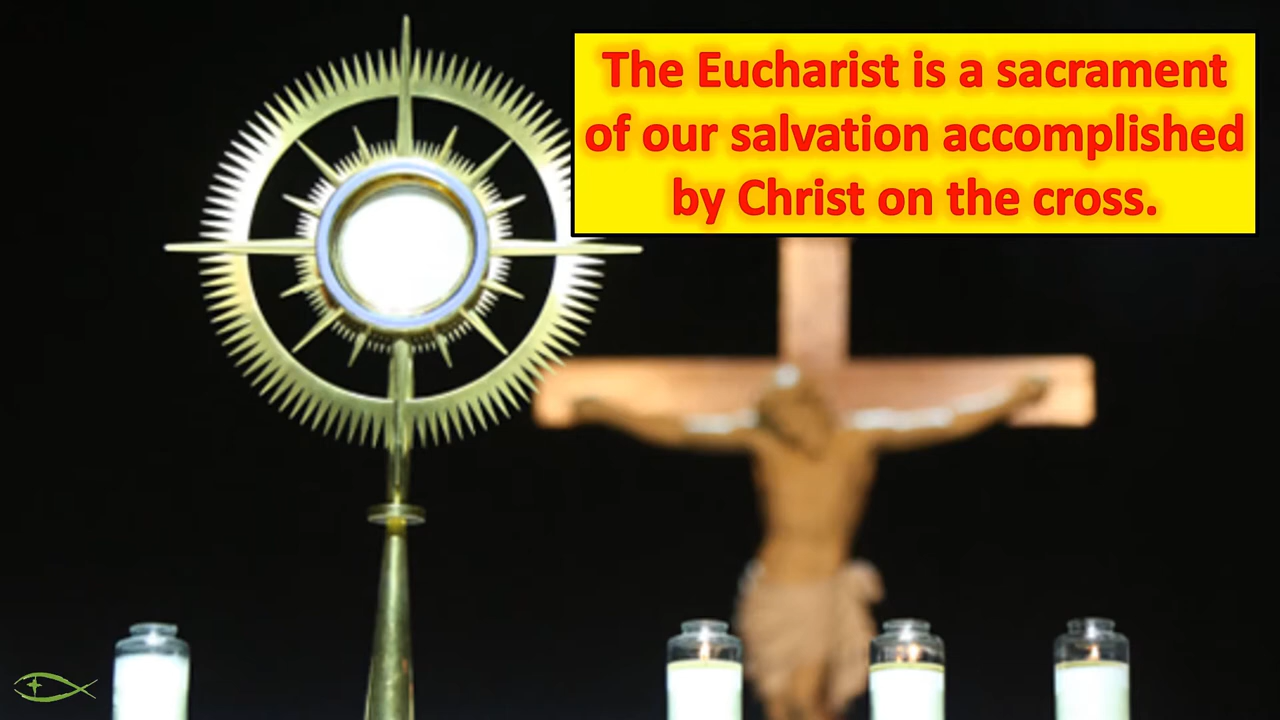 The Eucharist is a sacrament
of our salvation accomplished
by Christ on the cross.